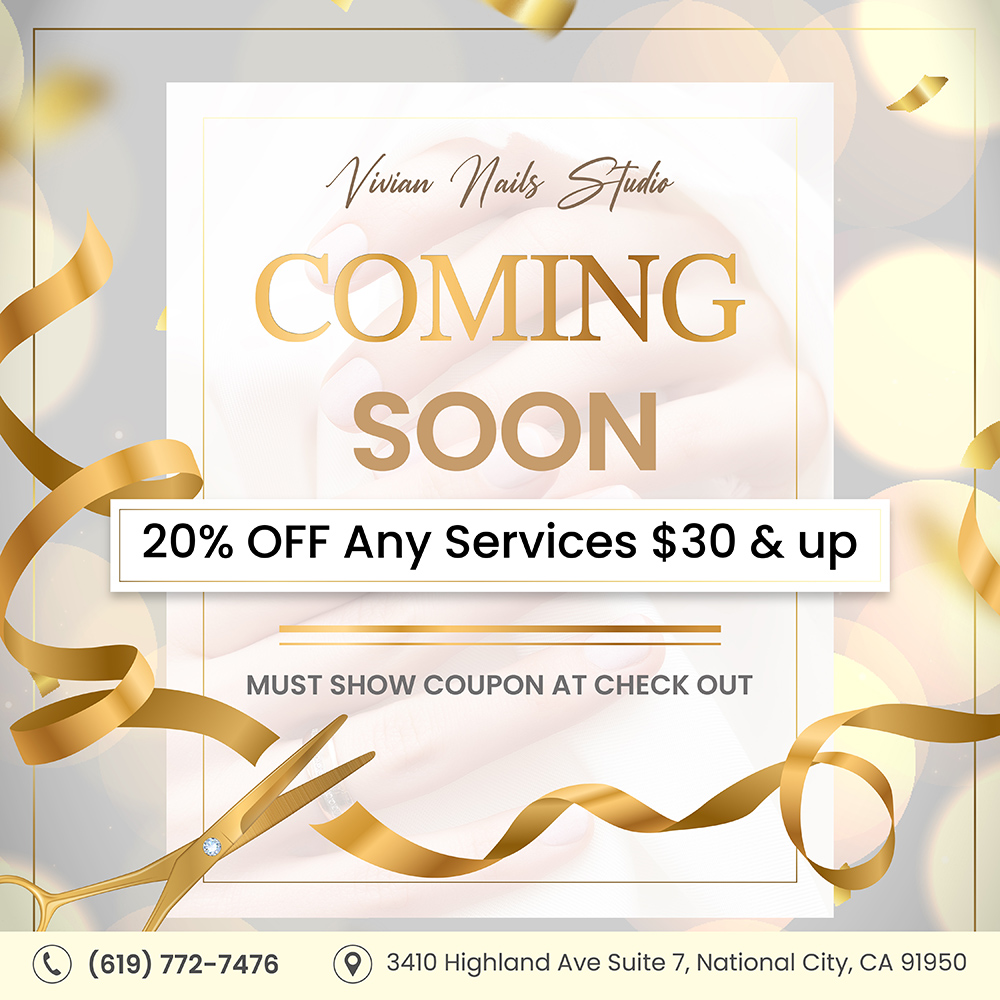 Vivian Nails Studio
COMING
SOON
20% OFF Any Services $30 & up
MUST SHOW COUPON AT CHECK OUT
(619) 772-7476
3410 Highland Ave Suite 7, National City, CA 91950